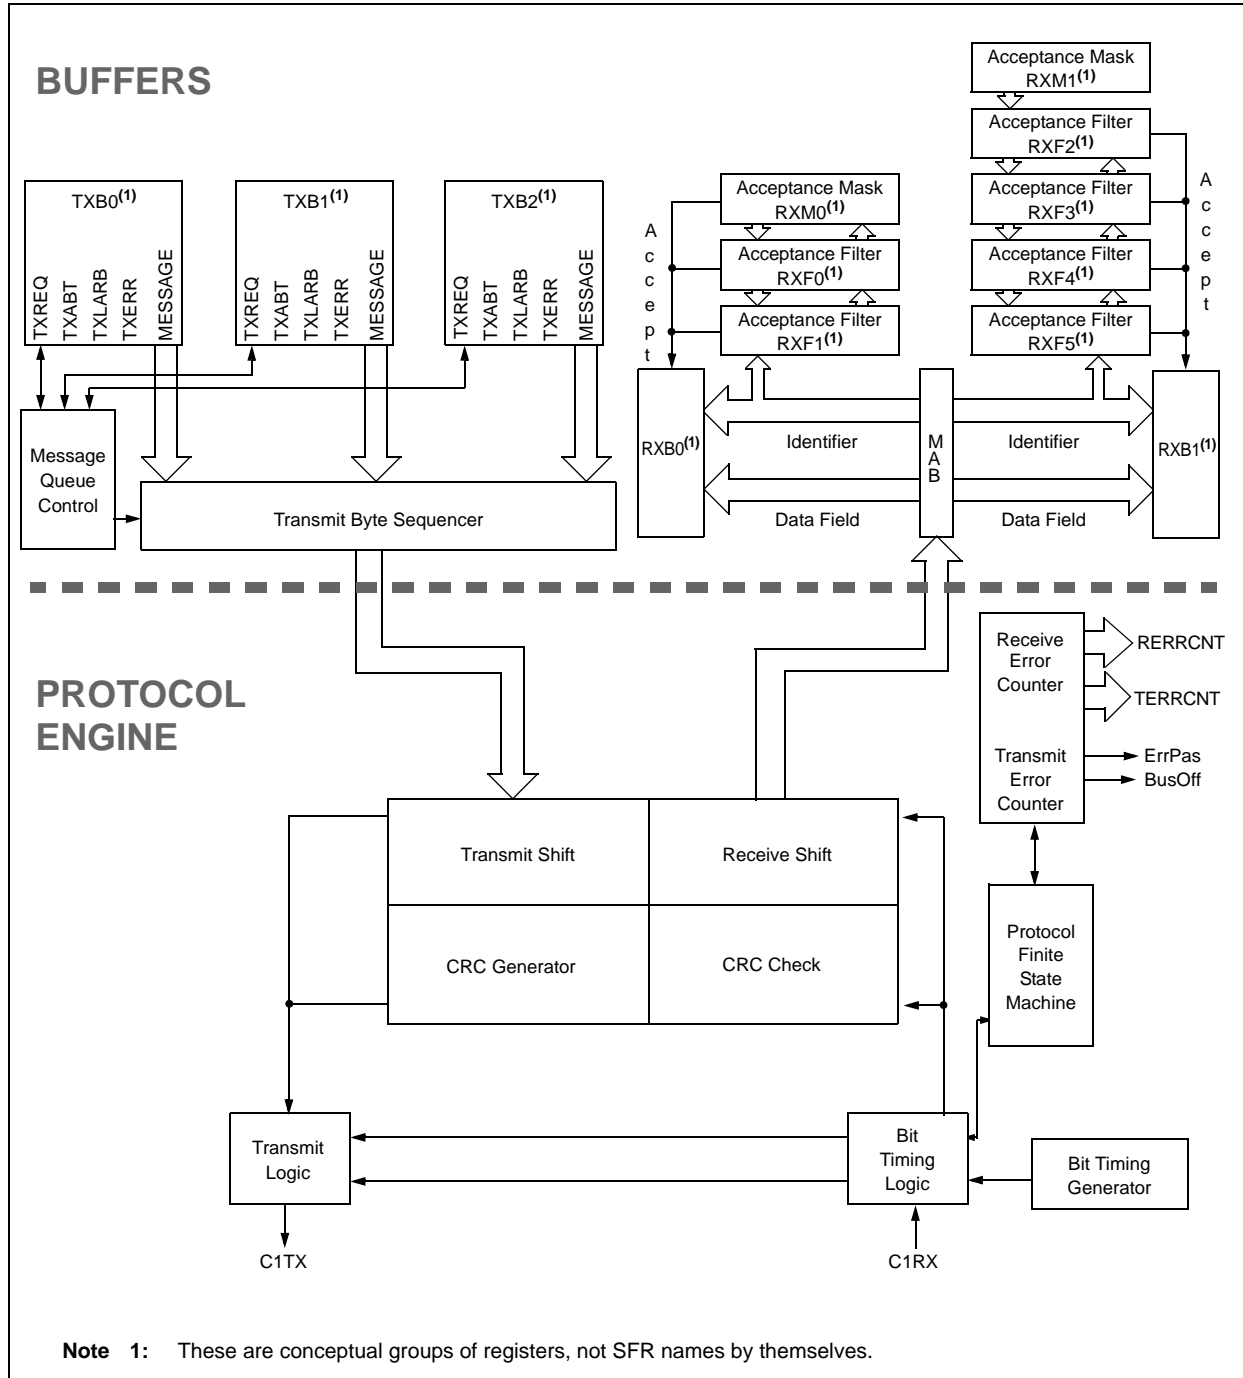 BUFFERS
TXB0(1)
TXREQ
TXABT
TXLARB
TXERR
MESSAGE
TXB1(1)
TXREQ
TXABT
TXLARB
TXERR
MESSAGE
TXB2(1)
TXREQ
TXABT
TXLARB
TXERR
MESSAGE
Message
Queue
Control
Transmit Byte Sequencer
Accept
Acceptance Mask
RXM0(1)
Acceptance Filter
RXF0(1)
Acceptance Filter
RXF1(1)
Acceptance Mask
RXM1(1)
Acceptance Filter
RXF2(1)
Acceptance Filter
RXF3(1)
Acceptance Filter
RXF4(1)
Acceptance Filter
RXF5(1)
Accept
RXB0(1)
Identifier
Data Field
MAB
Identifier
Data Field
RXB1(1)
PROTOCOL
ENGINE
Receive
Error
Counter
Transmit
Error
Counter
RERRCNT
TERRCNT
ErrPas
BusOff
Transmit Shift
Receive Shift
CRC Generator
CRC Check
Protocol
Finite
State
Machine
Transmit
Logic
Bit
Timing
Logic
Bit Timing
Generator
C1TX
C1RX
Note 1: These are conceptual groups of registers, not SFR names by themselves.